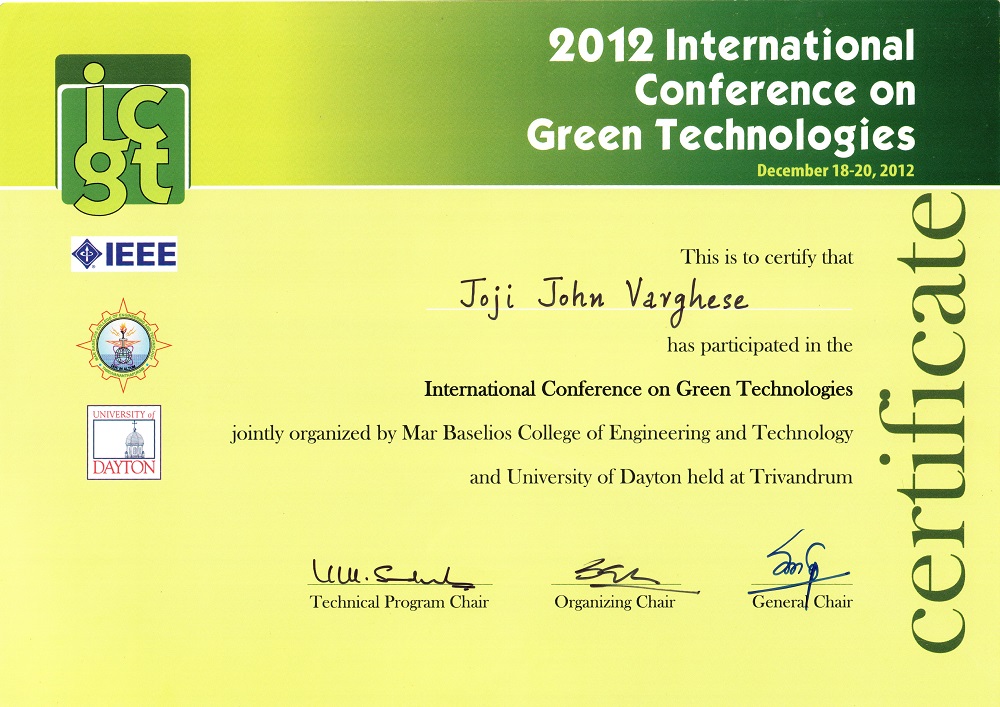 icgt
2012 International
Conference on
Green Technologies
December 18-20, 2012
IEEE
UNIVERSITY of
DAYTON
certificate
This is to certify that
Joji John Varghese
has participated in the
International Conference on Green Technologies
jointly organized by Mar Baselios College of Engineering and Technology
and University of Dayton held at Trivandrum
Technical Program Chair
Organizing Chair
General Chair